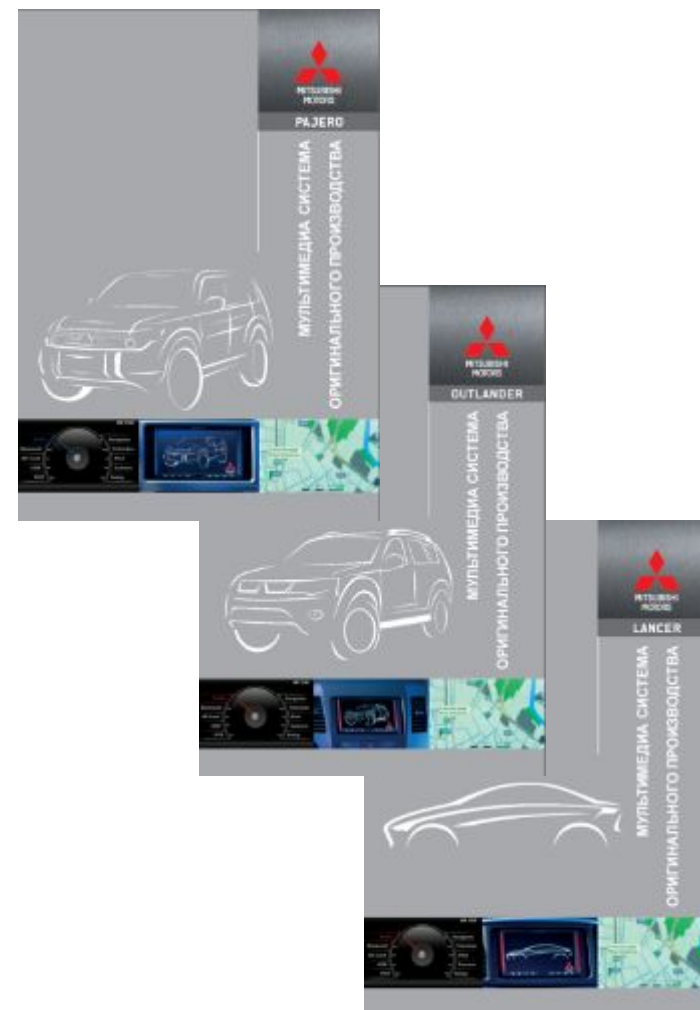 MITSUBISHI
MOTORS
PAJERO
МУЛЬТИМЕДИА СИСТЕМА
ОРИГИНАЛЬНОГО ПРОИЗВОДСТВА
MITSUBISHI
MOTORS
OUTLANDER
МУЛЬТИМЕДИА СИСТЕМА
ОРИГИНАЛЬНОГО ПРОИЗВОДСТВА
MITSUBISHI
MOTORS
LANCER
МУЛЬТИМЕДИА СИСТЕМА
ОРИГИНАЛЬНОГО ПРОИЗВОДСТВА